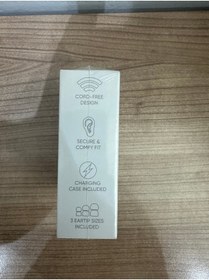 CORD-FREE
DESIGN
SECURE &
COMFY FIT
CHARGING
CASE INCLUDED
3 EARTIP SIZES
INCLUDED